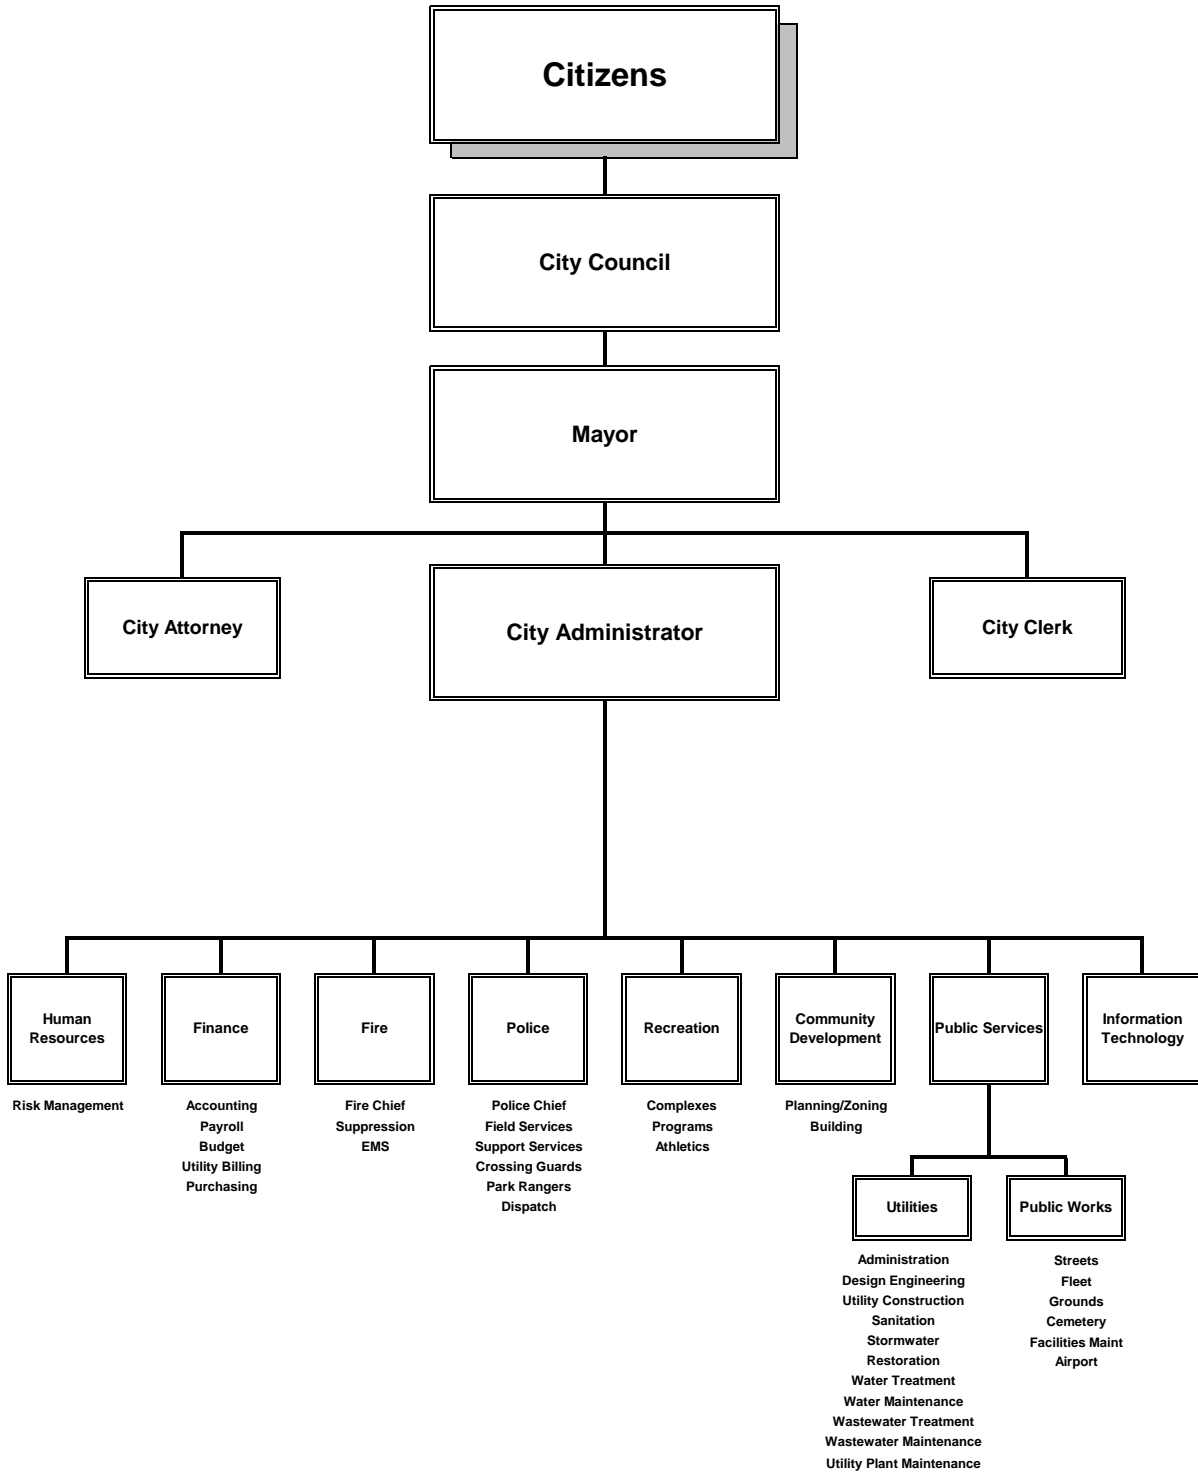 Citizens
City Council
Mayor
City Attorney
City Administrator
City Clerk
Human
Resources
Finance
Fire
Police
Recreation
Community
Development
Public Services
Information
Technology
Risk Management
Accounting
Payroll
Budget
Utility Billing
Purchasing
Fire Chief
Suppression
EMS
Police Chief
Field Services
Support Services
Crossing Guards
Park Rangers
Dispatch
Complexes
Programs
Athletics
Planning/Zoning
Building
Utilities
Public Works
Administration
Design Engineering
Utility Construction
Sanitation
Stormwater
Restoration
Water Treatment
Water Maintenance
Wastewater Treatment
Wastewater Maintenance
Utility Plant Maintenance
Streets
Fleet
Grounds
Cemetery
Facilities Maint
Airport